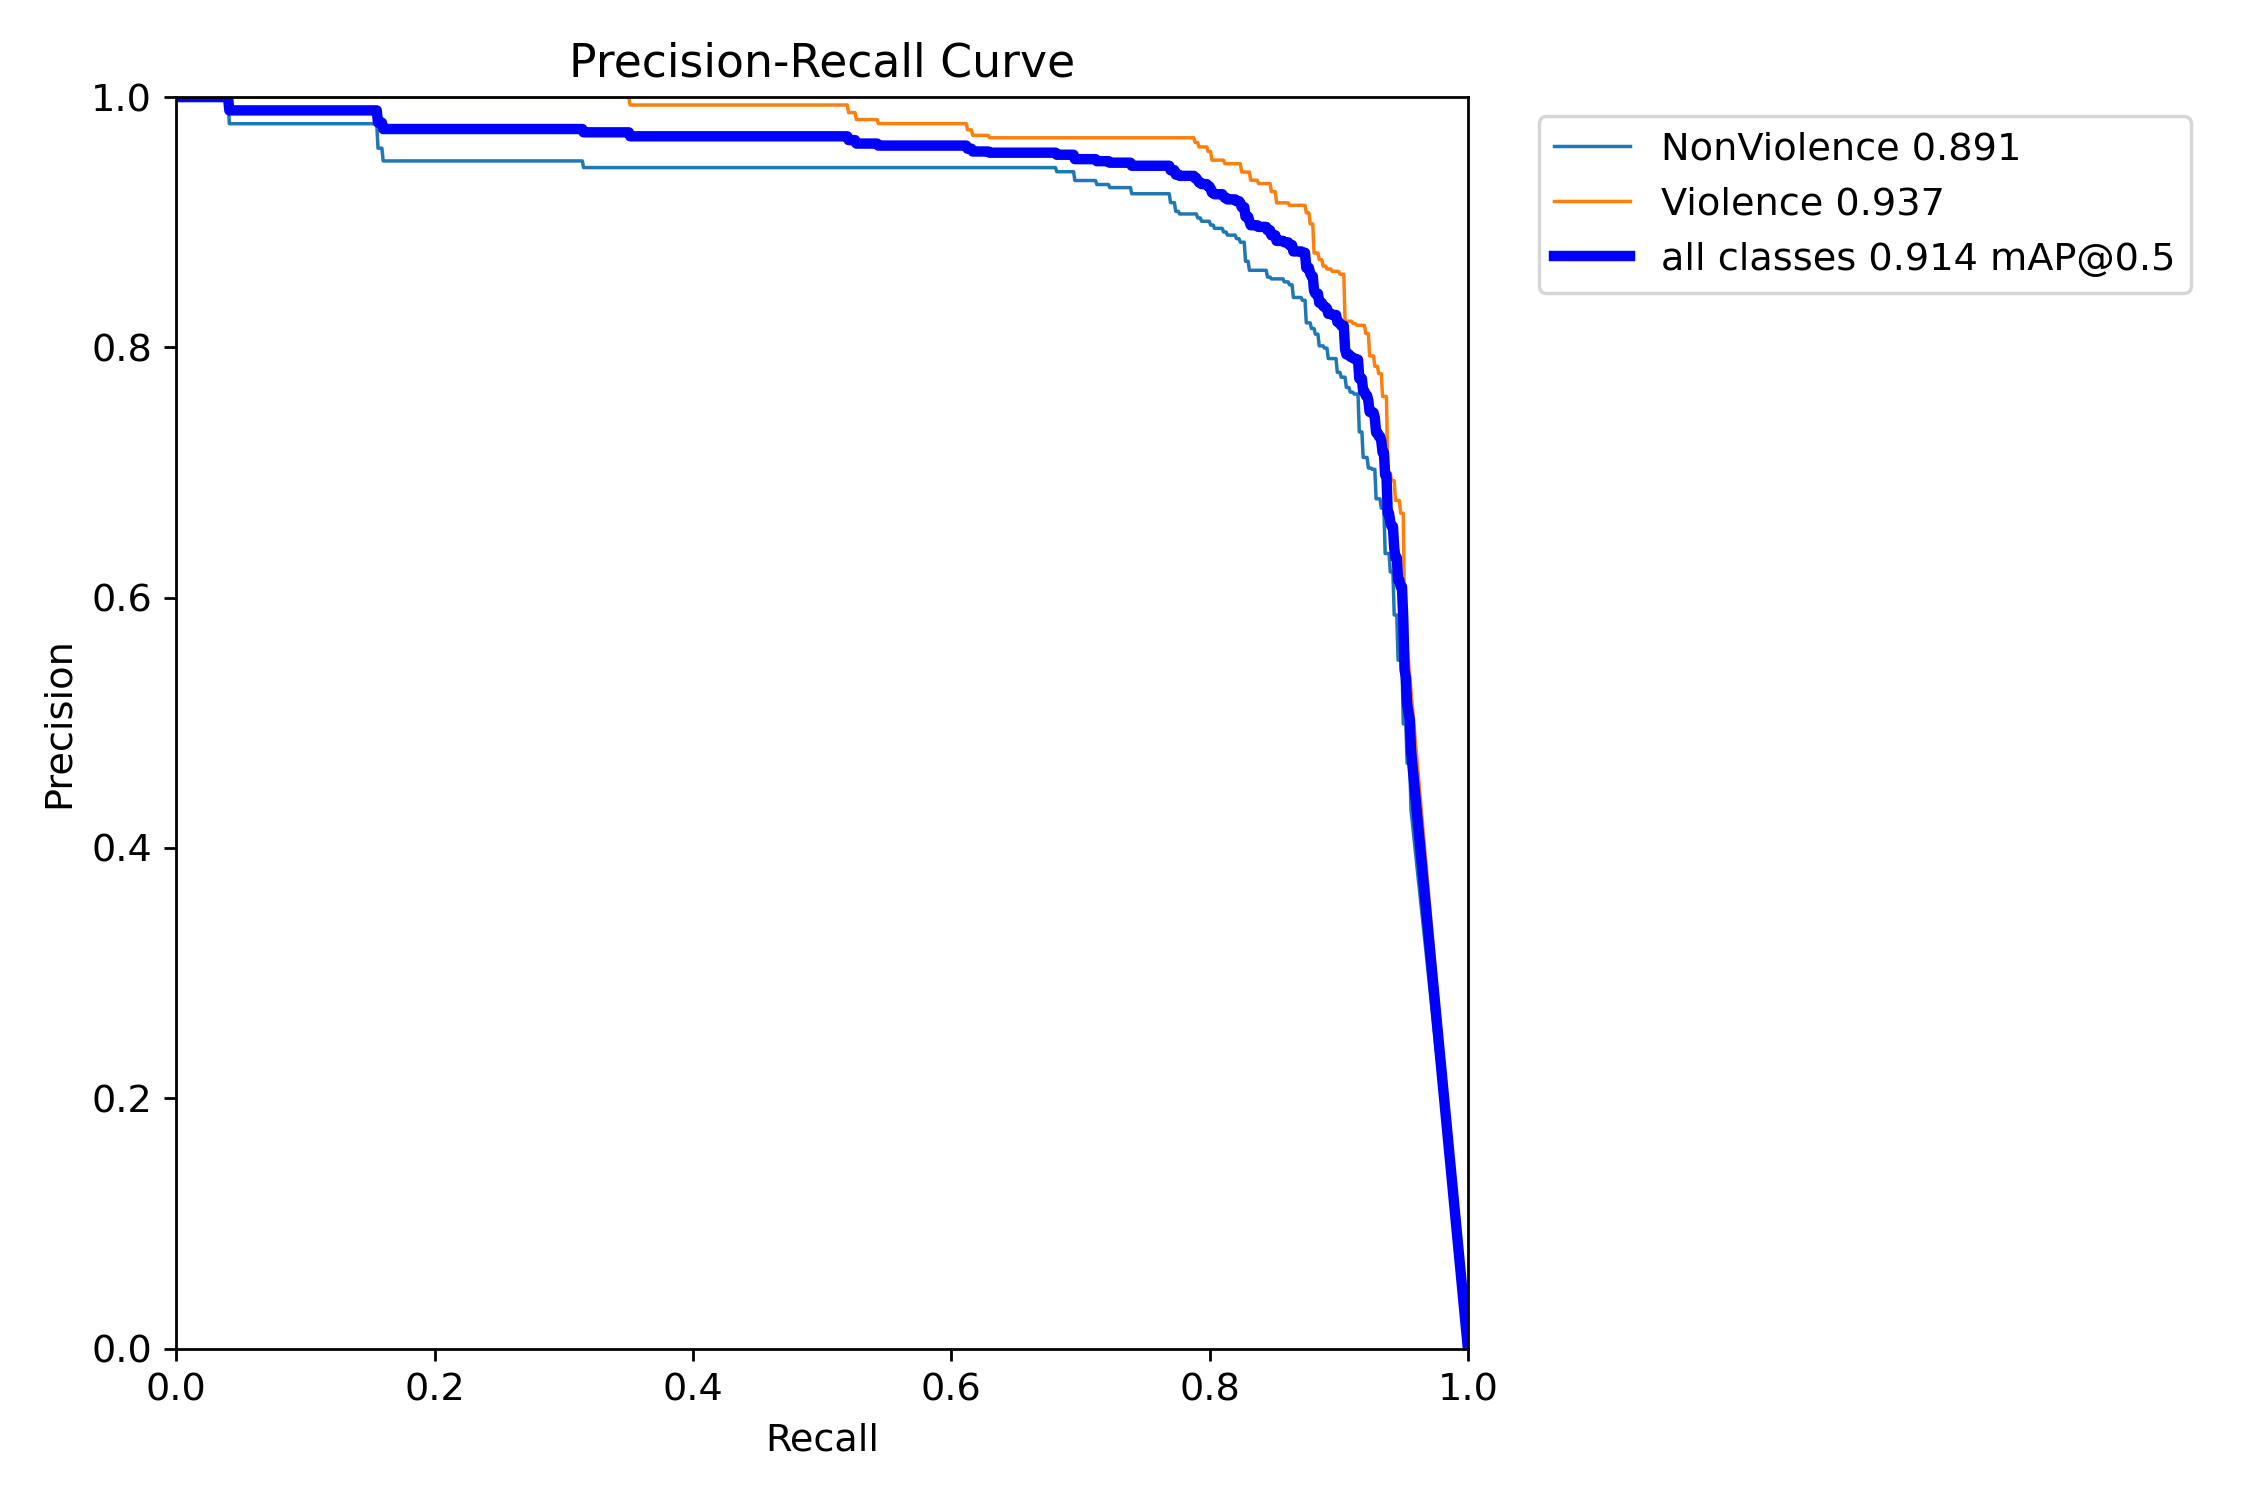 Precision-Recall Curve
NonViolence 0.891
Violence 0.937
all classes 0.914 mAP@0.5
1.0
0.8
0.6
0.4
0.2
0.0
Precision
0.0 0.2 0.4 0.6 0.8 1.0
Recall